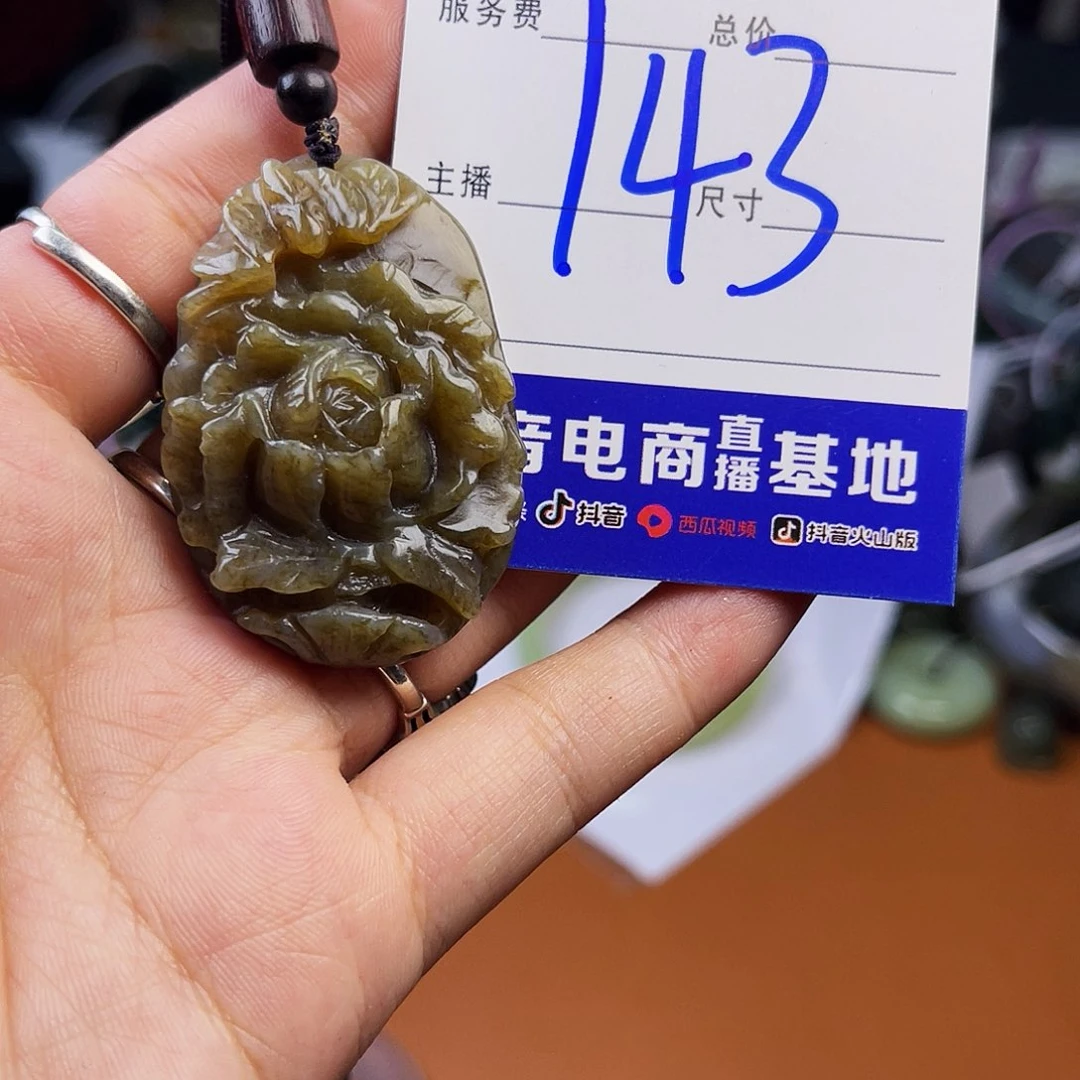 服务费 总价
143
主播 尺寸
音电商直播基地
抖音 西瓜视频 抖音火山版